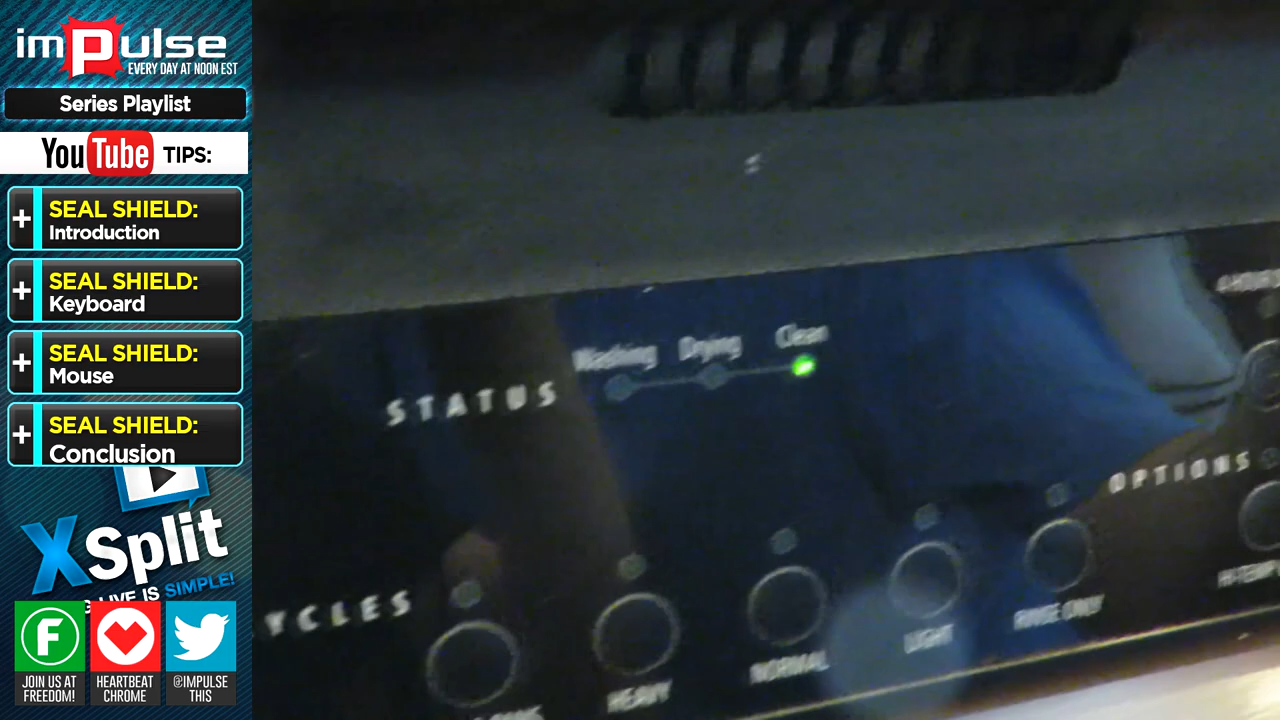 imPulse
EVERY DAY AT NOON EST
Series Playlist
YouTube TIPS:
+ SEAL SHIELD:
Introduction
+ SEAL SHIELD:
Keyboard
+ SEAL SHIELD:
Mouse
+ SEAL SHIELD:
Conclusion
XSplit
LIVE IS SIMPLE!
F
JOIN US AT
FREEDOM!
HEARTBEAT
CHROME
@IMPULSE
THIS
STATUS
Washing Drying Clean
OPTIONS
YCLES
HEAVY
NORMAL
LIGHT
RINSE ONLY